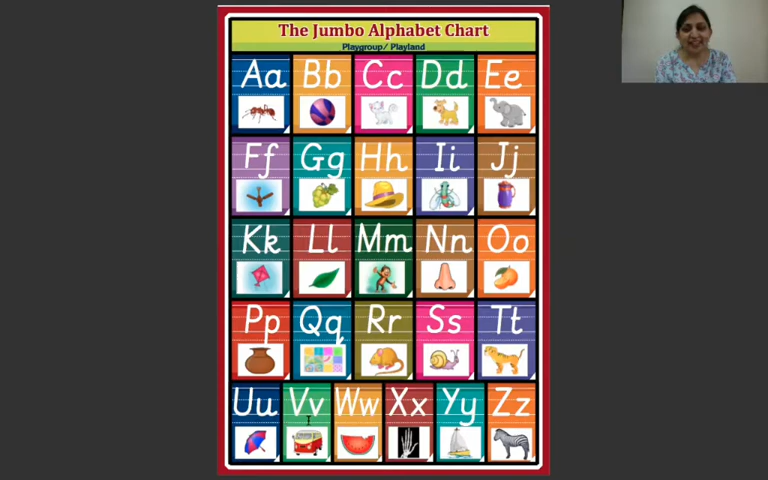 The Jumbo Alphabet Chart
Playgroup/ Playland
Aa Bb Cc Dd Ee
Ff Gg Hh Ii Jj
Kk Ll Mm Nn Oo
Pp Qq Rr Ss Tt
Uu Vv Ww Xx Yy Zz